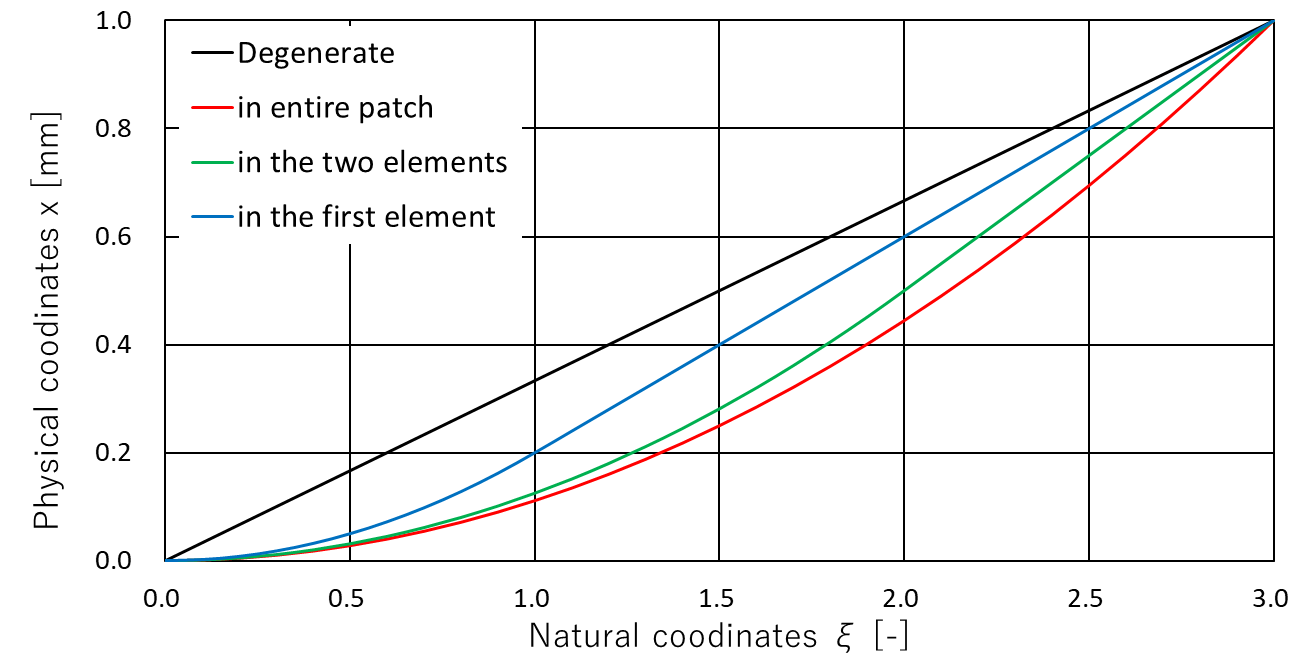 1.0
0.8
0.6
0.4
0.2
0.0
Physical coodinates x [mm]
Degenerate
in entire patch
in the two elements
in the first element
0.0 0.5 1.0 1.5 2.0 2.5 3.0
Natural coodinates ξ [-]